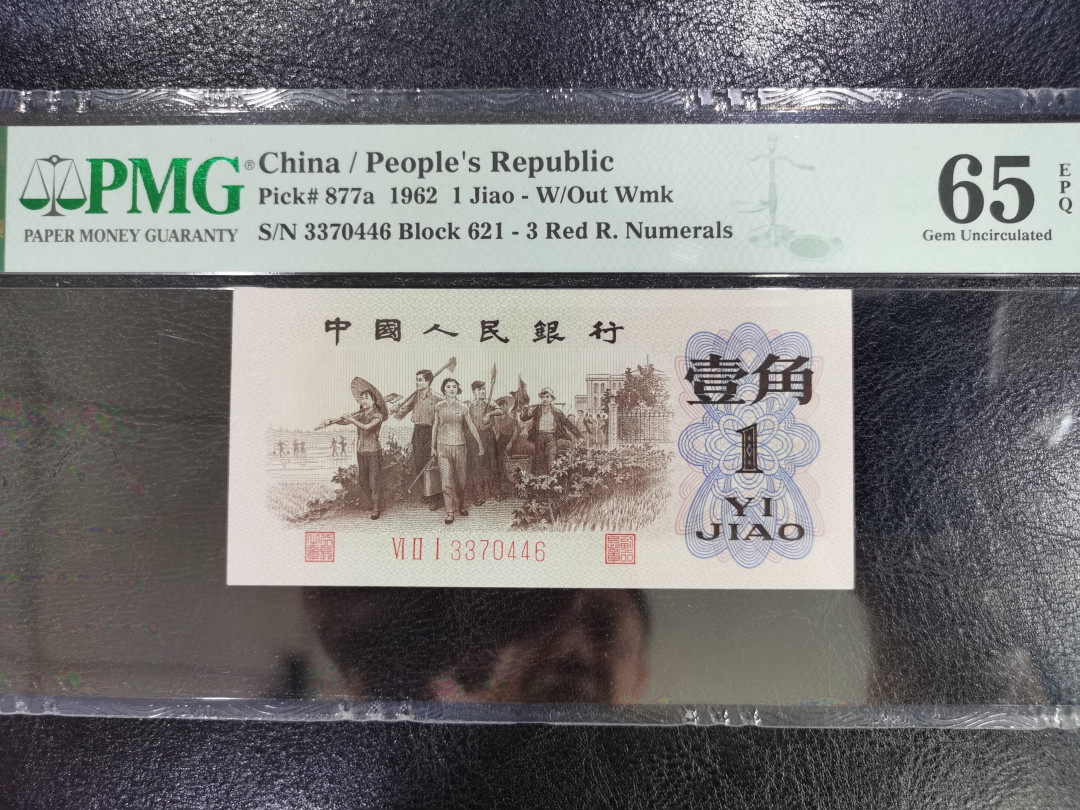 PMG®
PAPER MONEY GUARANTY
China / People's Republic
Pick# 877a 1962 1 Jiao - W/Out Wmk
S/N 3370446 Block 621 - 3 Red R. Numerals
65
EPQ
Gem Uncirculated
中國人民銀行
壹角
1
YI
JIAO
VI II I 3370446